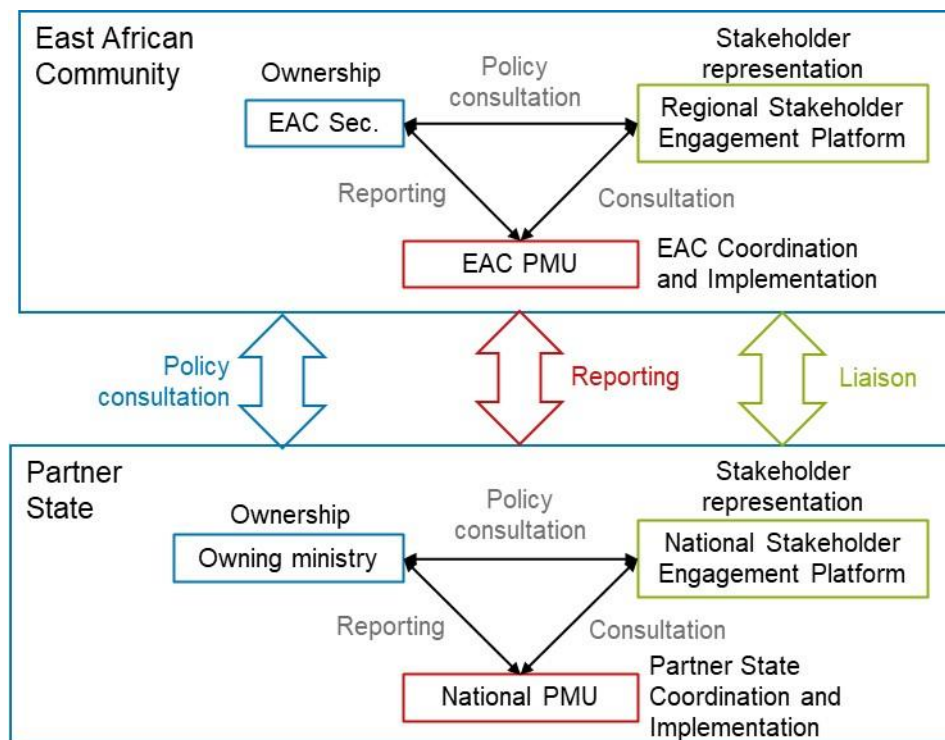 East African
Community
Ownership
EAC Sec.
Policy
consultation
Stakeholder
representation
Regional Stakeholder
Engagement Platform
Reporting
Consultation
EAC PMU
EAC Coordination
and Implementation
Policy
consultation
Reporting
Liaison
Partner
State
Ownership
Owning ministry
Policy
consultation
Stakeholder
representation
National Stakeholder
Engagement Platform
Reporting
Consultation
National PMU
Partner State
Coordination and
Implementation